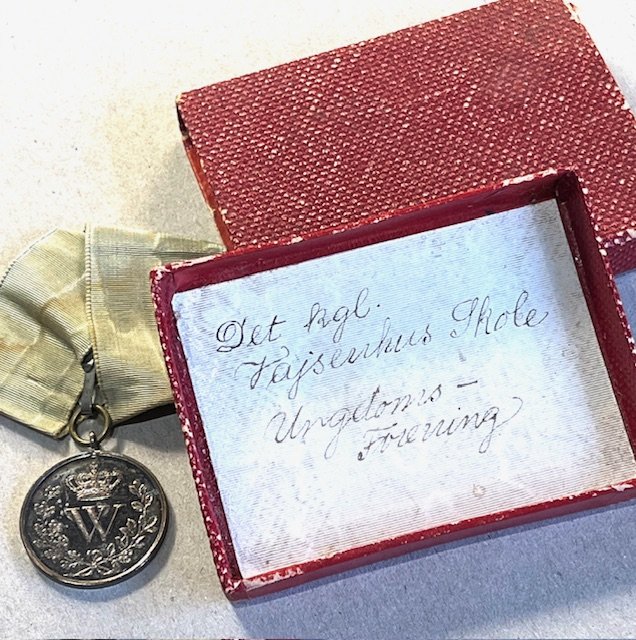 Det kgl.
Vajsenhus Skole
Ungdoms-
Forening
W